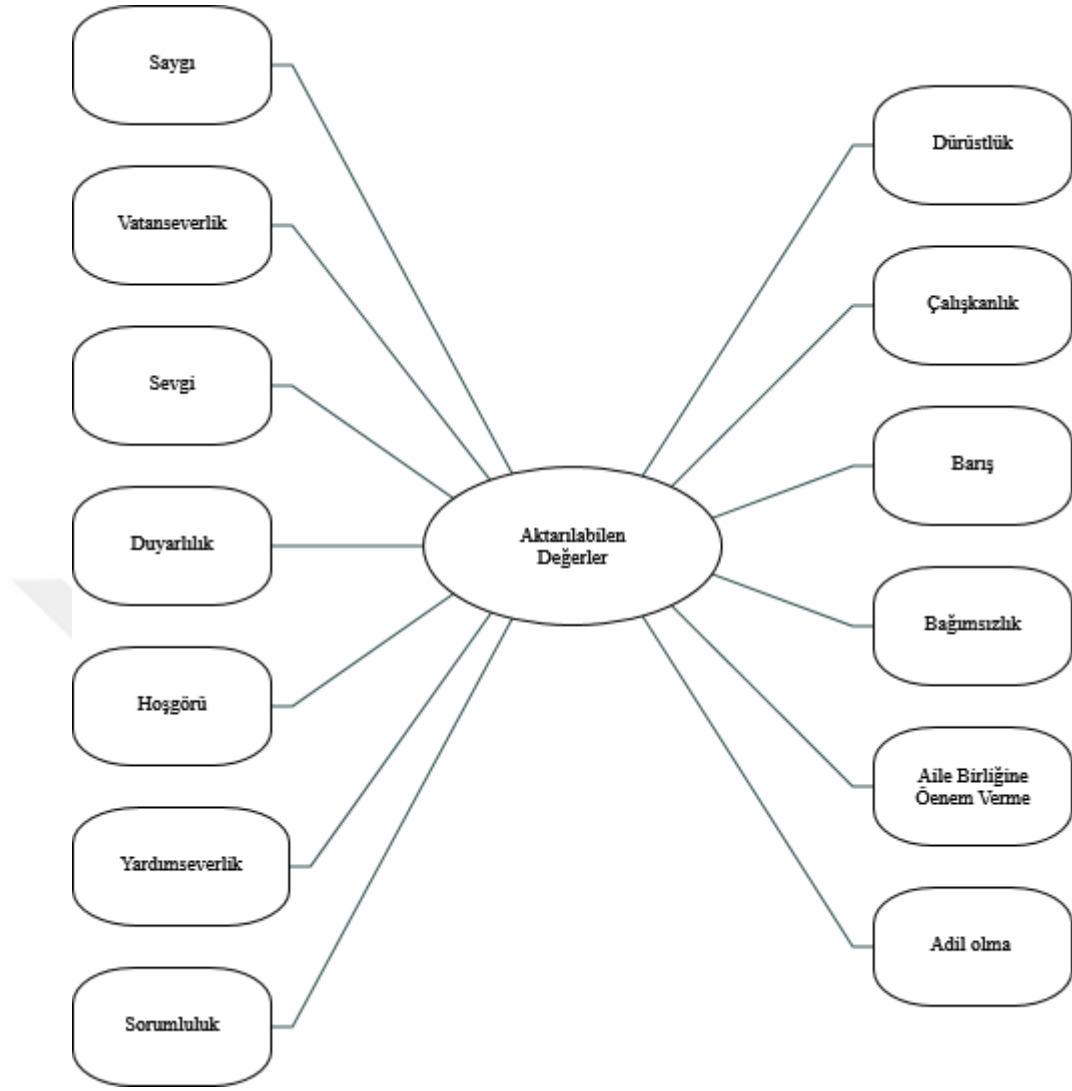 Saygı
Vatanseverlik
Sevgi
Duyarlılık
Hoşgörü
Yardımseverlik
Sorumluluk
Aktarılabilen
Değerler
Dürüstlük
Çalışkanlık
Barış
Bağımsızlık
Aile Birliğine
Öenem Verme
Adil olma